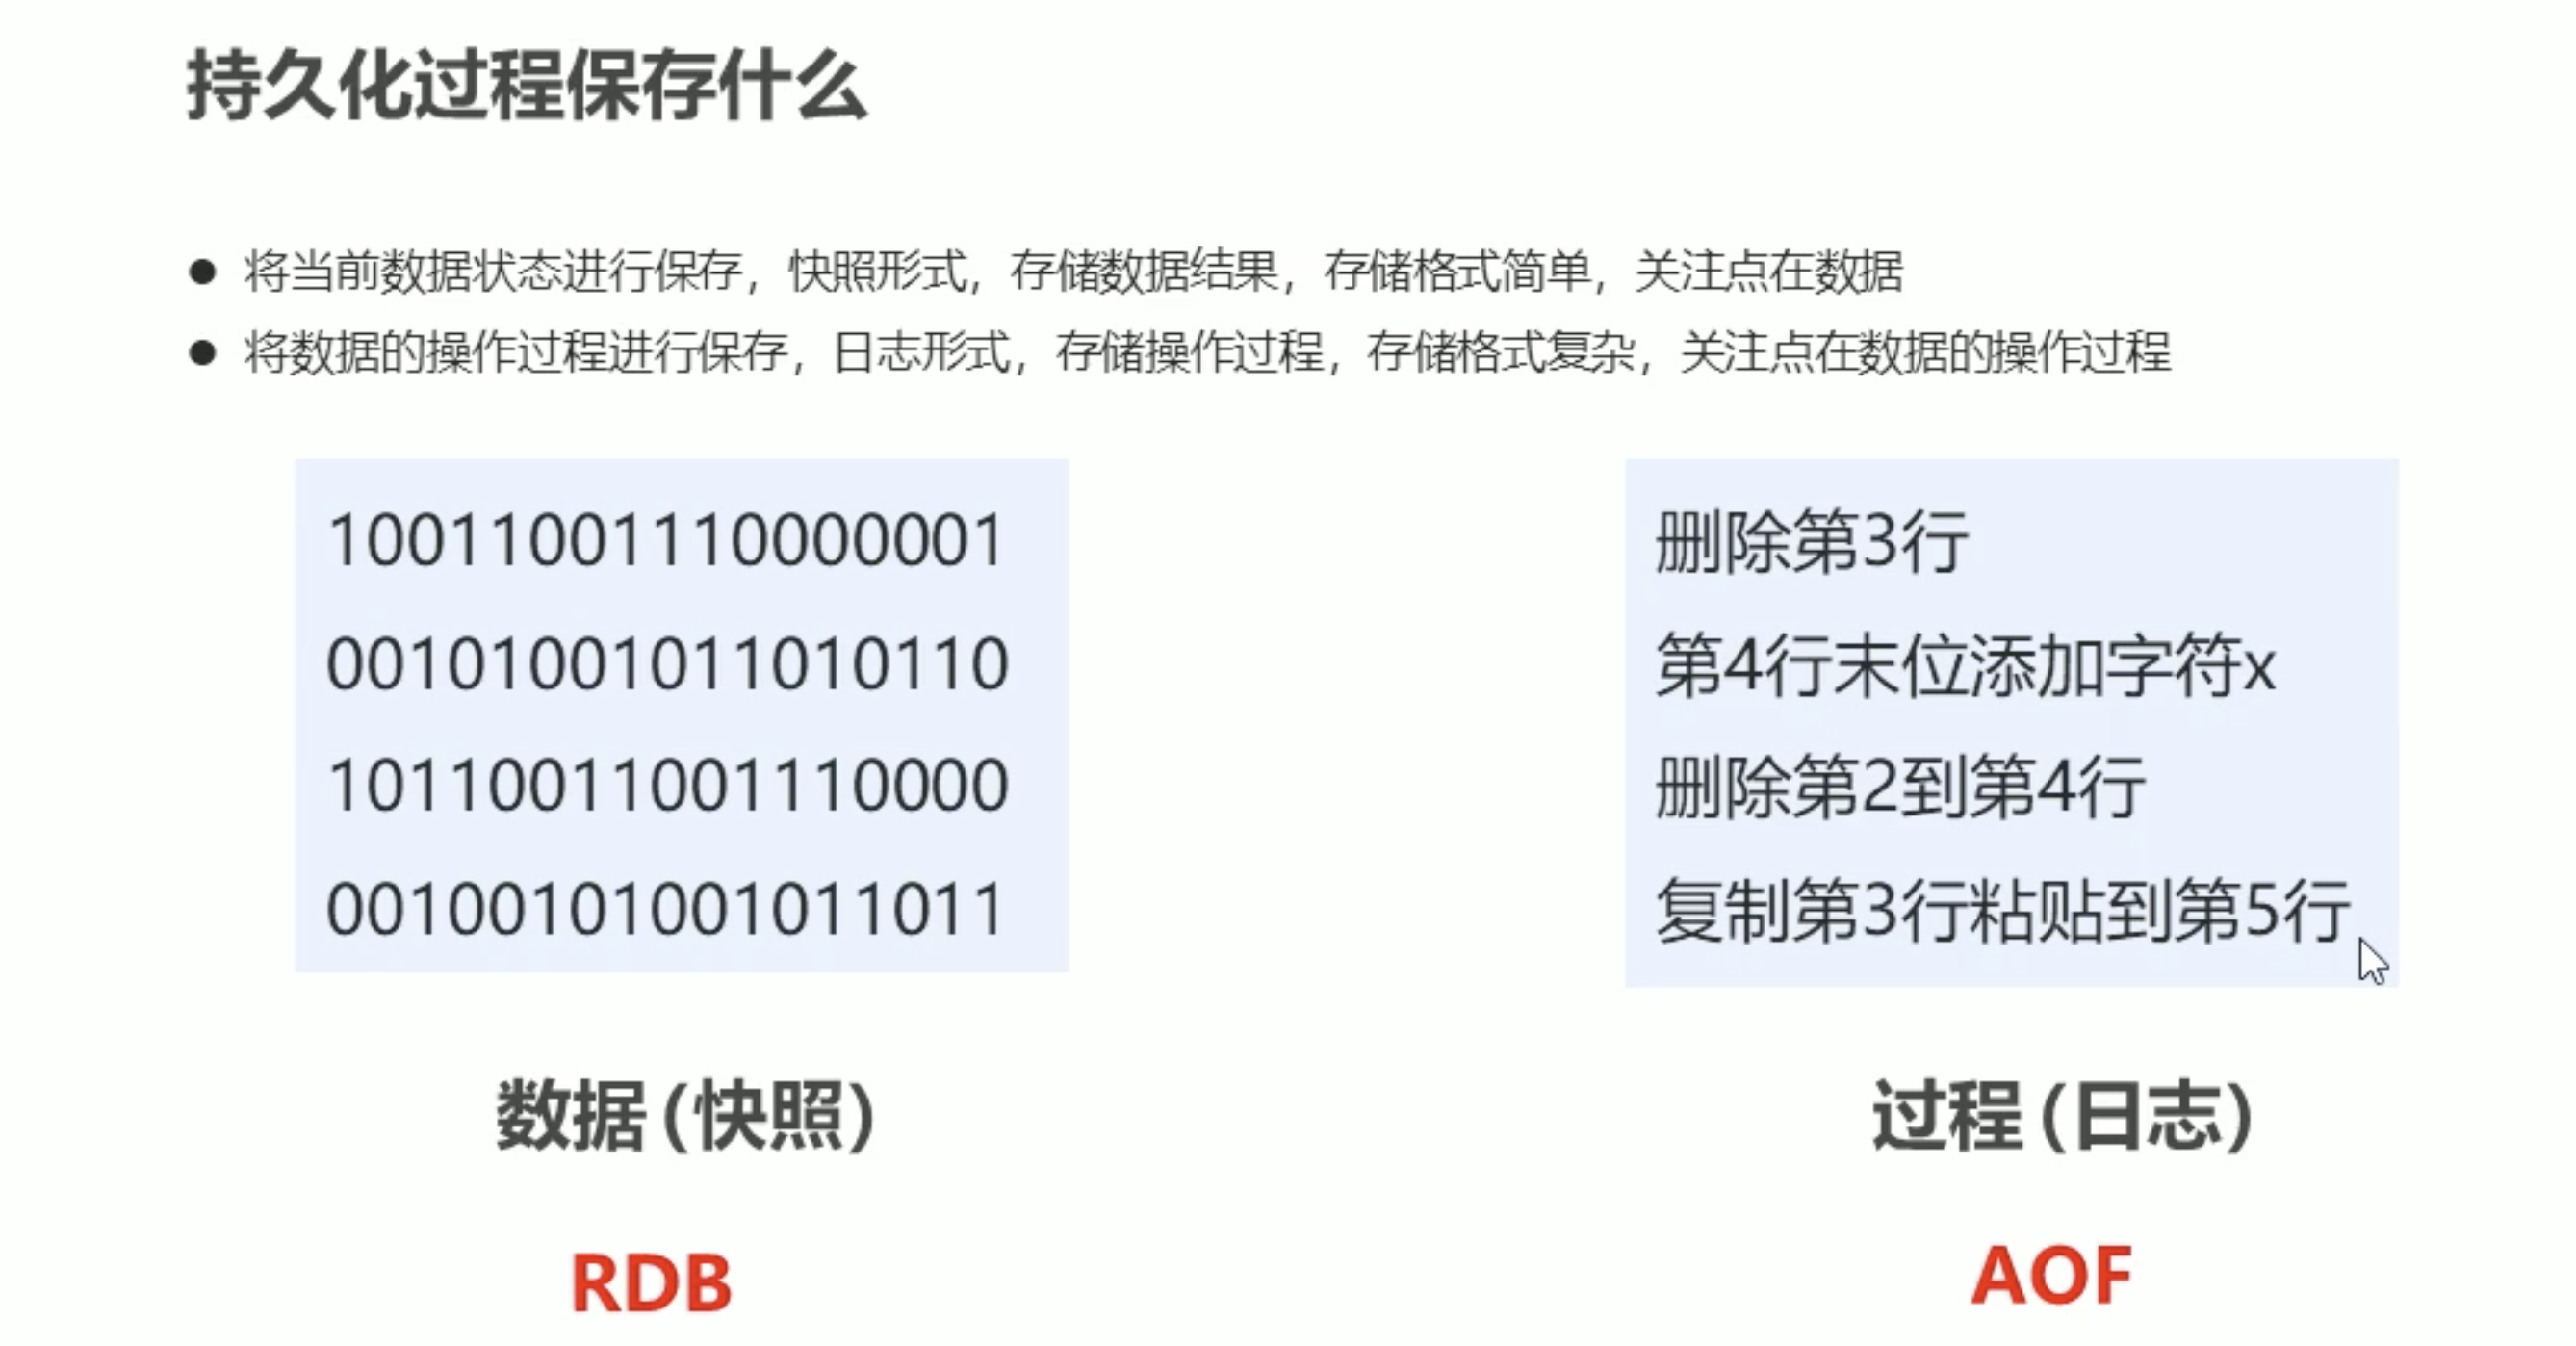 持久化过程保存什么
● 将当前数据状态进行保存，快照形式，存储数据结果，存储格式简单，关注点在数据
● 将数据的操作过程进行保存，日志形式，存储操作过程，存储格式复杂，关注点在数据的操作过程
10011001110000001
00101001011010110
10110011001110000
00100101001011011
数据(快照)
RDB
删除第3行
第4行末位添加字符x
删除第2到第4行
复制第3行粘贴到第5行
过程(日志)
AOF